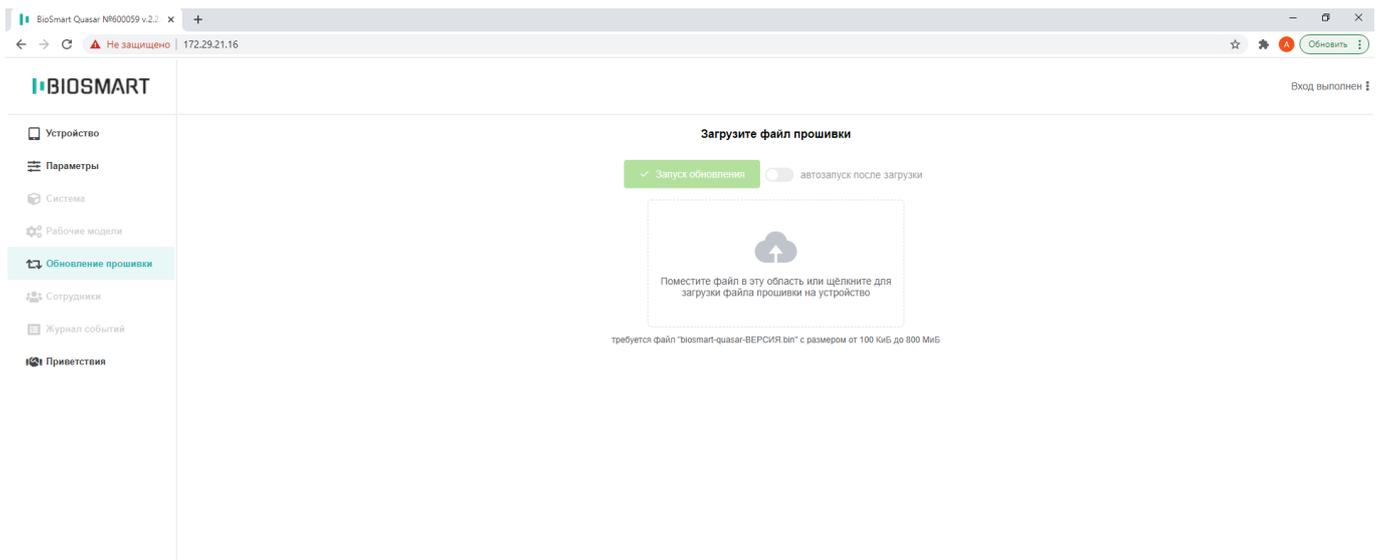 BioSmart Quasar №600059 v.2.2
Не защищено
172.29.21.16
A
Обновить
BIOSMART
Вход выполнен
Устройство
Параметры
Система
Рабочие модели
Обновление прошивки
Сотрудники
Журнал событий
Приветствия
Загрузите файл прошивки
Запуск обновления
автозапуск после загрузки
Поместите файл в эту область или щёлкните для
загрузки файла прошивки на устройство
требуется файл "biosmart-quasar-ВЕРСИЯ.bin" с размером от 100 КиБ до 800 МиБ